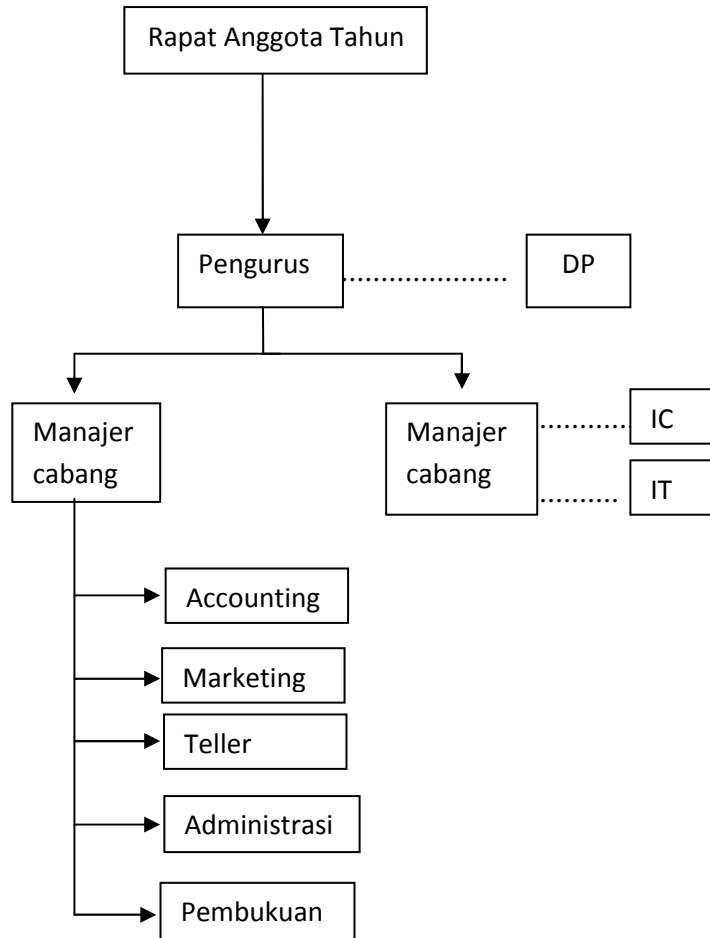 Rapat Anggota Tahun
Pengurus
DP
Manajer
cabang
Manajer
cabang
IC
IT
Accounting
Marketing
Teller
Administrasi
Pembukuan